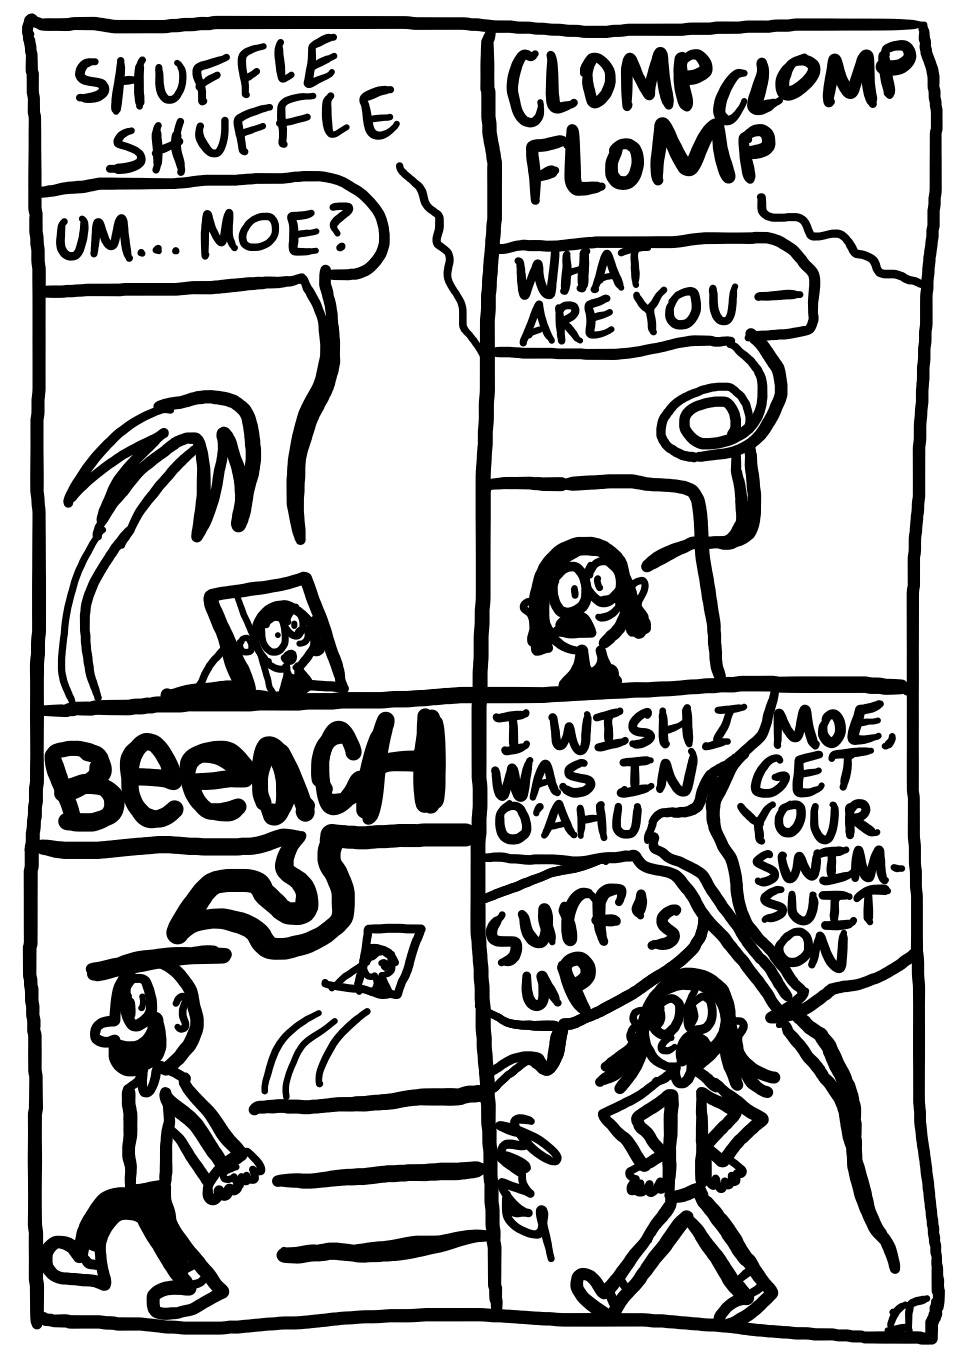 SHUFFLE
SHUFFLE
UM... MOE?
CLOMP CLOMP
FLOMP
WHAT
ARE YOU —
BEEACH
I WISH I
WAS IN
O'AHU
MOE,
GET
YOUR
SWIM-
SUIT
ON
SURF'S
UP